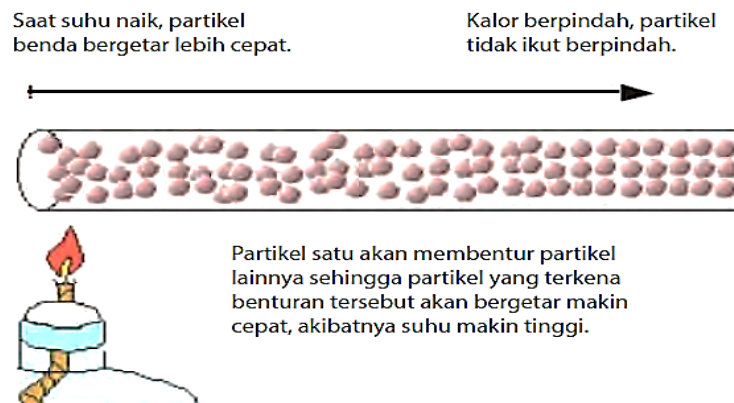 Saat suhu naik, partikel
benda bergetar lebih cepat.
Kalor berpindah, partikel
tidak ikut berpindah.
Partikel satu akan membentur partikel
lainnya sehingga partikel yang terkena
benturan tersebut akan bergetar makin
cepat, akibatnya suhu makin tinggi.